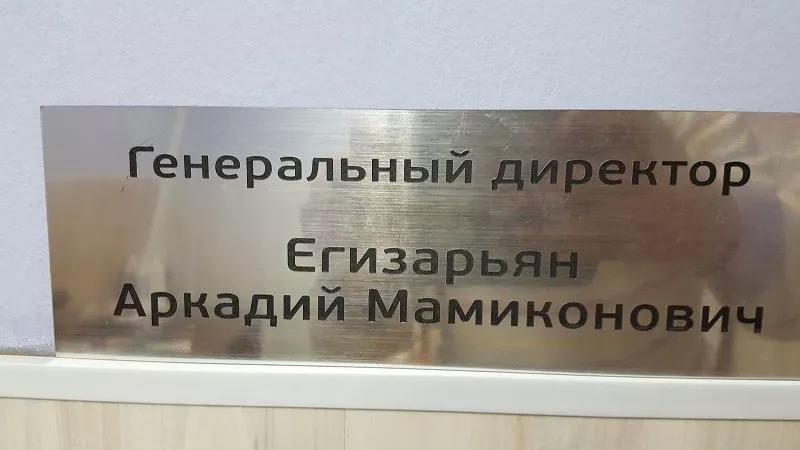 Генеральный директор
Егизарьян
Аркадий Мамиконович